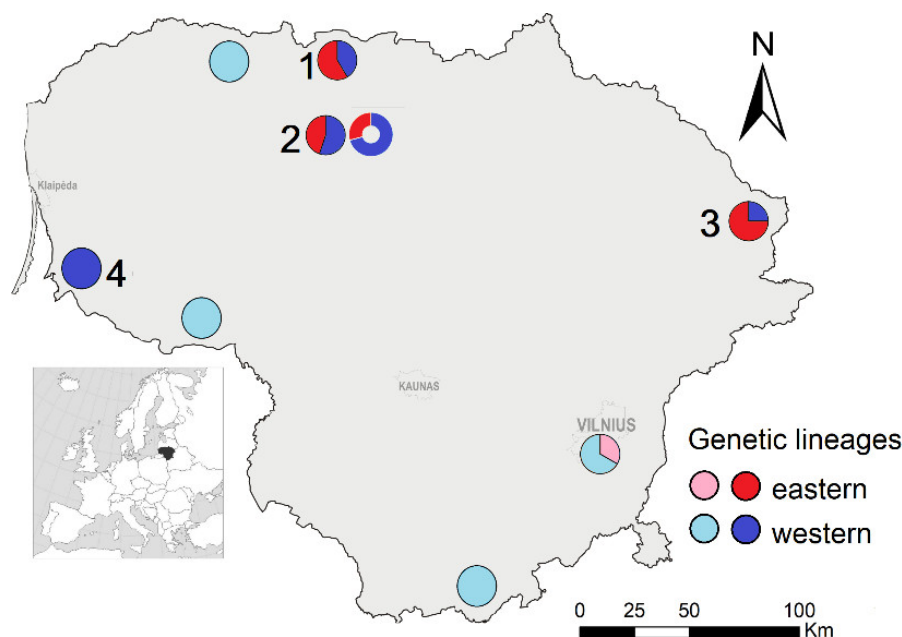 N
1
2
3
Klaipėda
4
KAUNAS
VILNIUS
Genetic lineages
eastern
western
0 25 50 100
Km